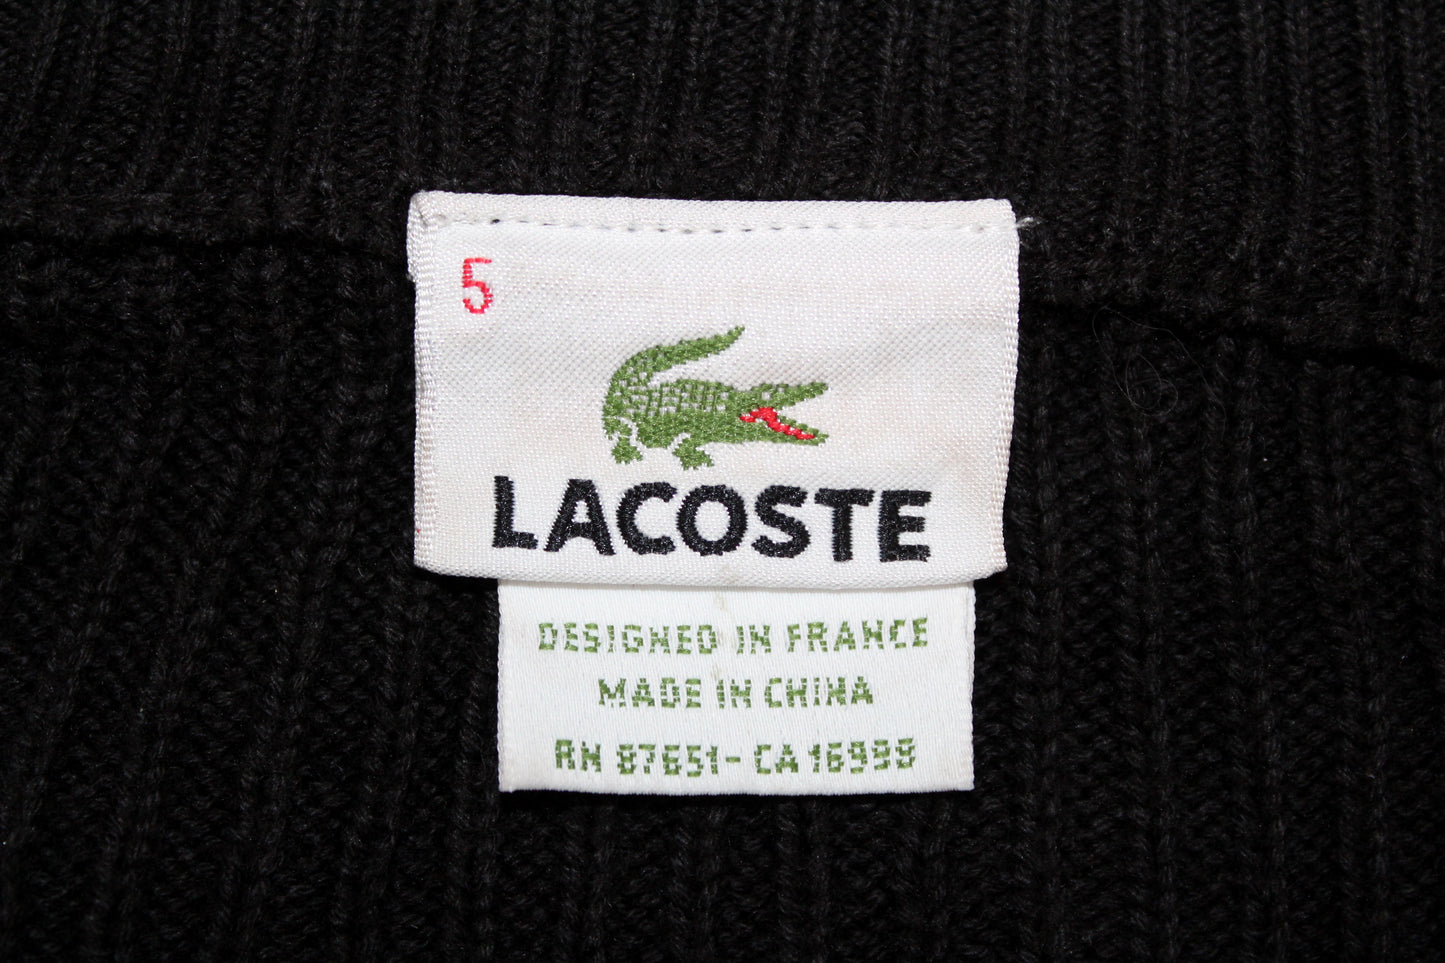 5
LACOSTE
DESIGNED IN FRANCE
MADE IN CHINA
RN 87651 - CA 16999